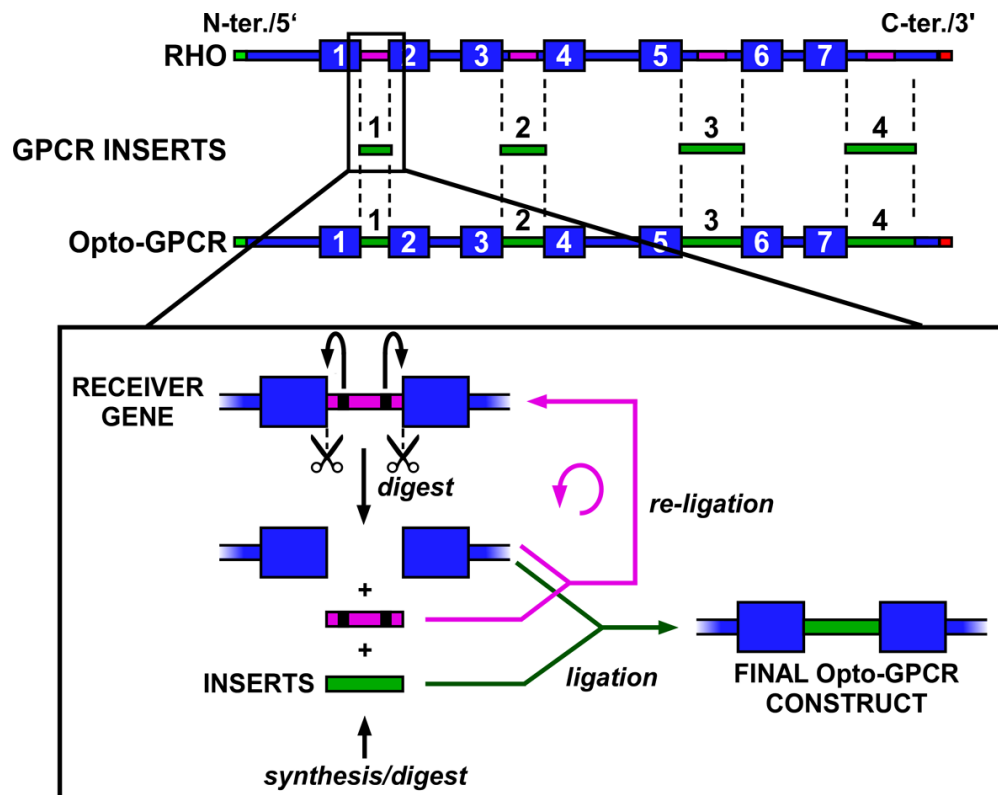 N-ter./5‘ C-ter./3'
RHO 1 2 3 4 5 6 7
GPCR INSERTS 1 2 3 4
1 2 3 4
Opto-GPCR 1 2 3 4 5 6 7
RECEIVER
GENE
digest
re-ligation
+
+
INSERTS
ligation
FINAL Opto-GPCR
CONSTRUCT
synthesis/digest